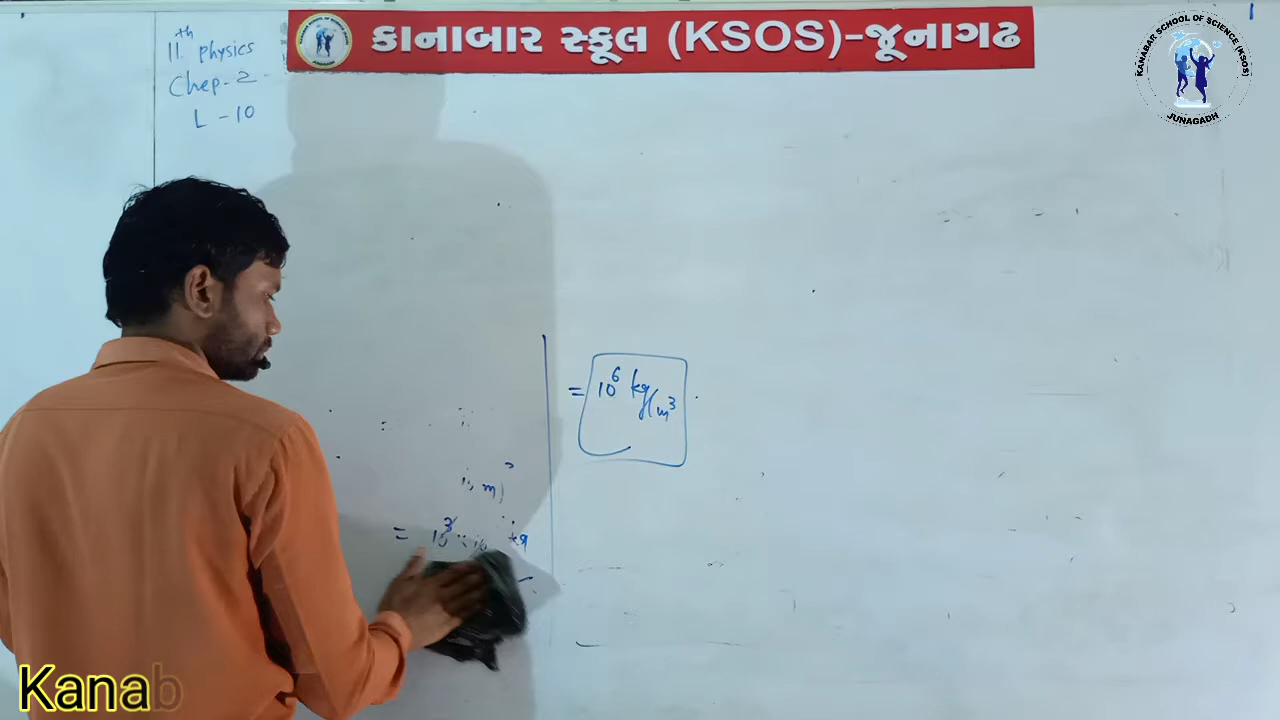 કાનાબાર સ્કૂલ (KSOS)-જૂનાગઢ
KANABAR SCHOOL OF SCIENCE (KSOS)
JUNAGADH
11th physics
Chep-2
L-10
= 10⁶ kg/m³
m)
= 10³ × 10 kg
Kanab